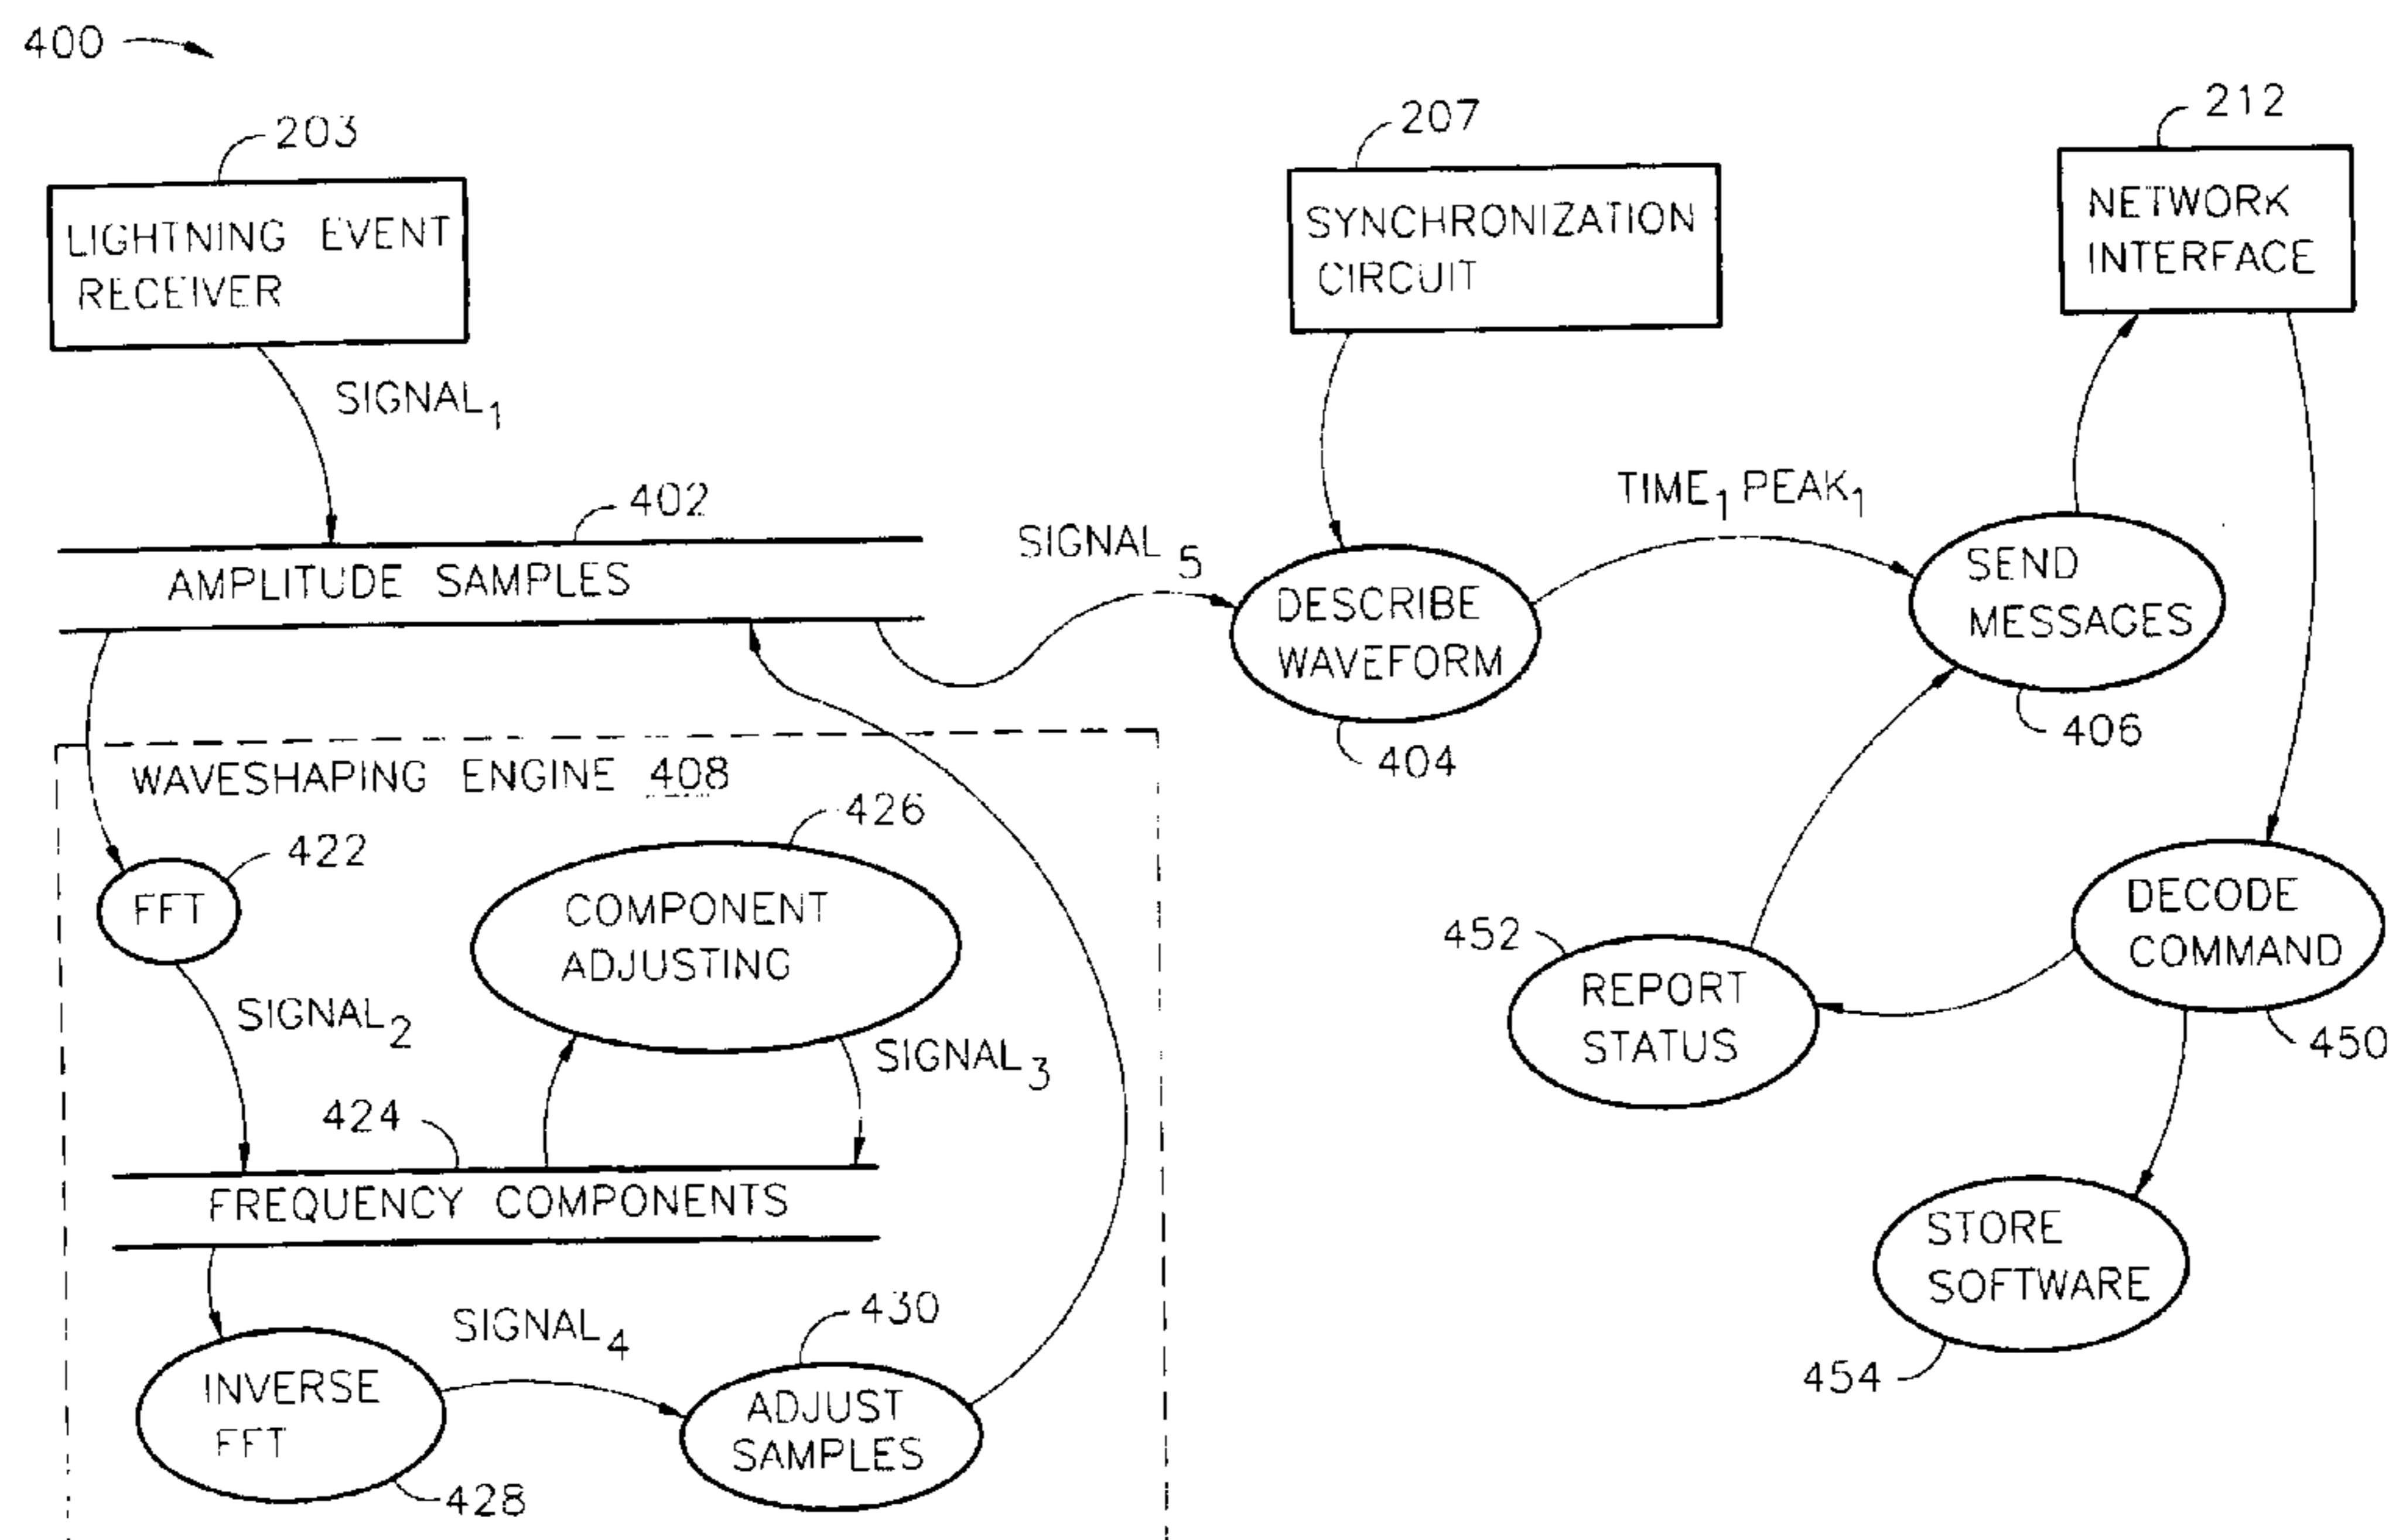 400
203
207
212
LIGHTNING EVENT
RECEIVER
SYNCHRONIZATION
CIRCUIT
NETWORK
INTERFACE
SIGNAL1
402
AMPLITUDE SAMPLES
SIGNAL 5
TIME1 PEAK1
DESCRIBE
WAVEFORM
404
SEND
MESSAGES
406
WAVESHAPING ENGINE 408
422
FFT
426
COMPONENT
ADJUSTING
SIGNAL2
SIGNAL3
424
FREQUENCY COMPONENTS
452
REPORT
STATUS
DECODE
COMMAND
450
INVERSE
FFT
428
SIGNAL4
430
ADJUST
SAMPLES
STORE
SOFTWARE
454